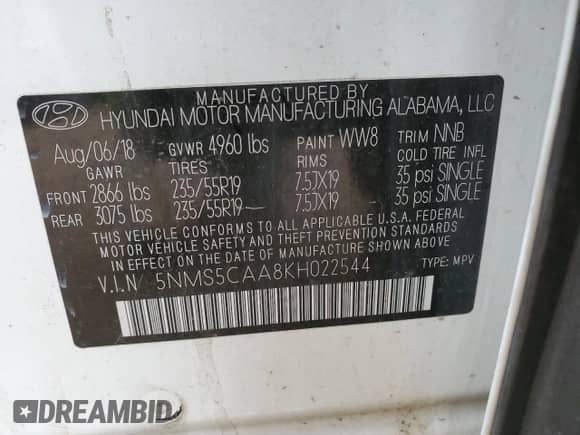 MANUFACTURED BY
HYUNDAI MOTOR MANUFACTURING ALABAMA, LLC
Aug/06/18 GVWR 4960 lbs PAINT WW8 TRIM NNB
GAWR TIRES RIMS COLD TIRE INFL
FRONT 2866 lbs 235/55R19 7.5JX19 35 psi SINGLE
REAR 3075 lbs 235/55R19 7.5JX19 35 psi SINGLE
THIS VEHICLE CONFORMS TO ALL APPLICABLE U.S.A. FEDERAL
MOTOR VEHICLE SAFETY AND THEFT PREVENTION STANDARDS
IN EFFECT ON THE DATE OF MANUFACTURE SHOWN ABOVE.
V.I.N/ 5NMS5CAA8KH022544 TYPE: MPV
DREAMBID